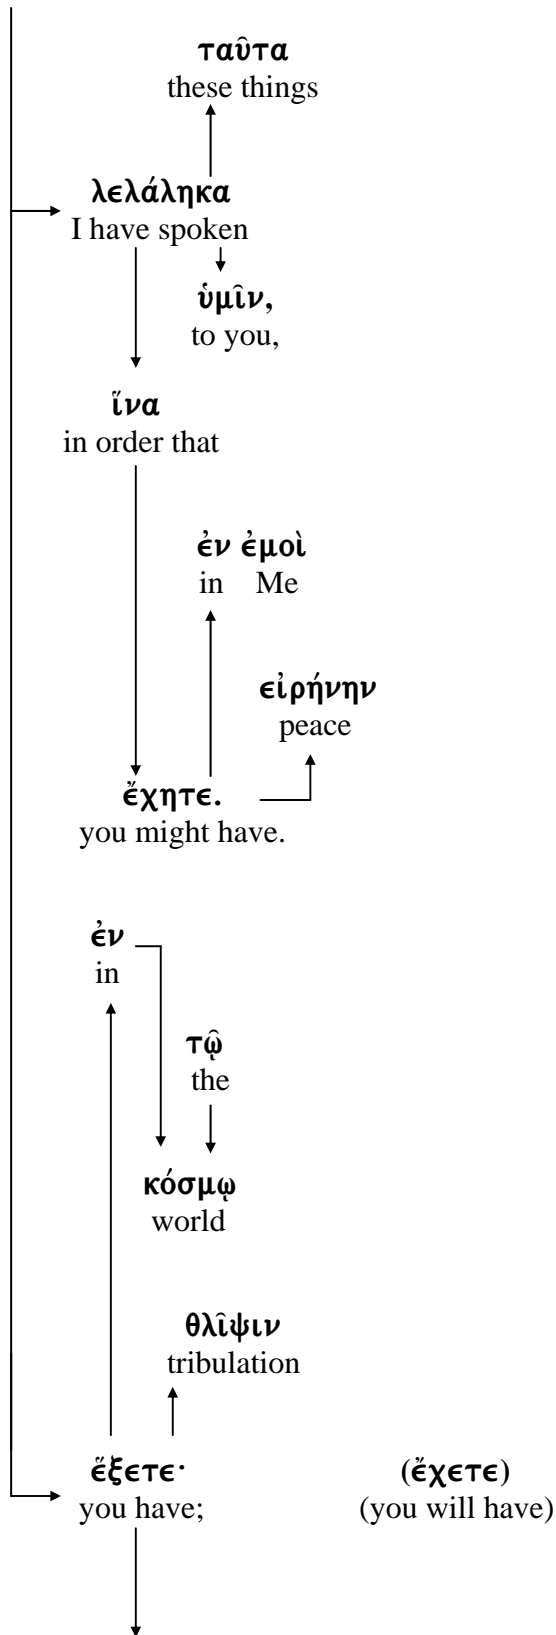 ταῦτα
these things
λελάληκα
I have spoken
ὑμῖν,
to you,
ἵνα
in order that
ἐν ἐμοὶ
in Me
εἰρήνην
peace
ἔχητε.
you might have.
ἐν
in
τῷ
the
κόσμῳ
world
θλῖψιν
tribulation
ἕξετε· (ἔχετε)
you have; (you will have)